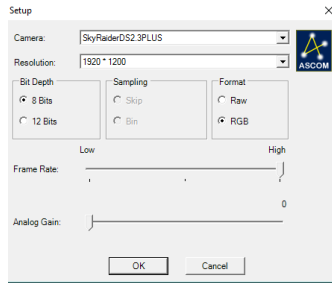 Setup
Camera: SkyRaiderDS2.3PLUS
Resolution: 1920 * 1200
ASCOM
Bit Depth Sampling Format
8 Bits Skip Raw
12 Bits Bin RGB
Low High
Frame Rate:
0
Analog Gain:
OK Cancel